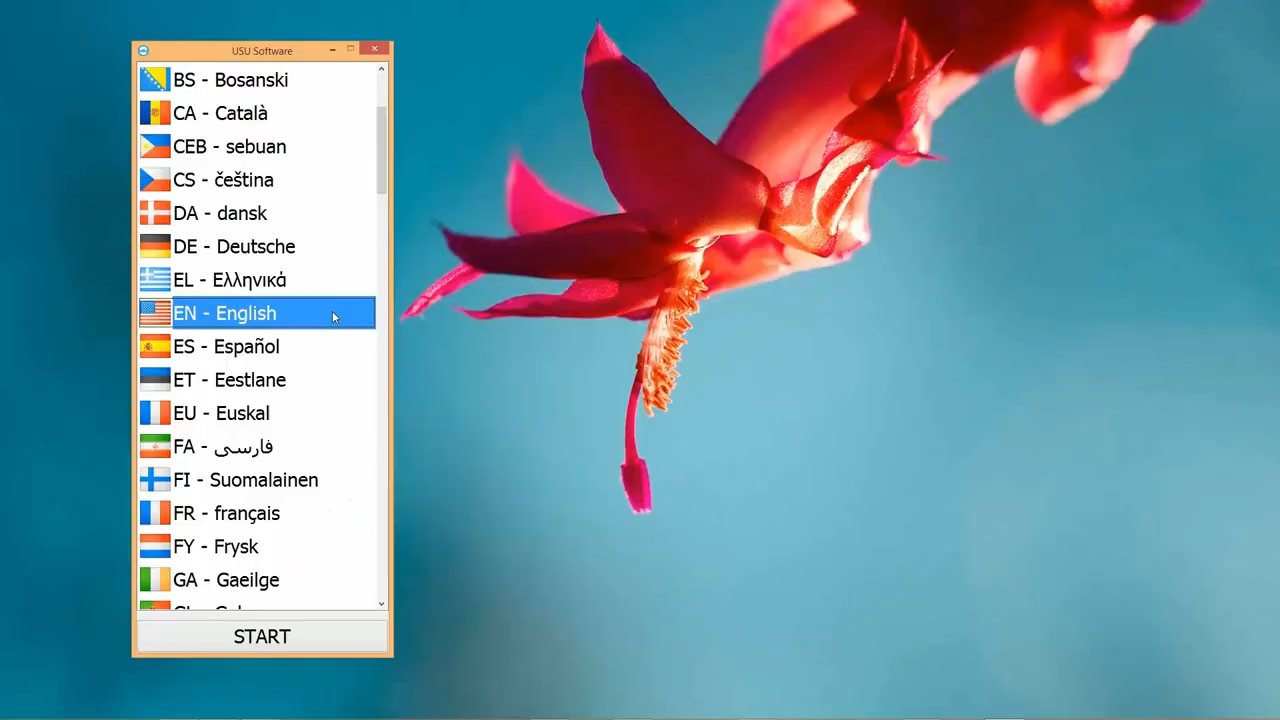 USU Software
BS - Bosanski
CA - Català
CEB - sebuan
CS - čeština
DA - dansk
DE - Deutsche
EL - Ελληνικά
EN - English
ES - Español
ET - Eestlane
EU - Euskal
FA - فارسی
FI - Suomalainen
FR - français
FY - Frysk
GA - Gaeilge
START